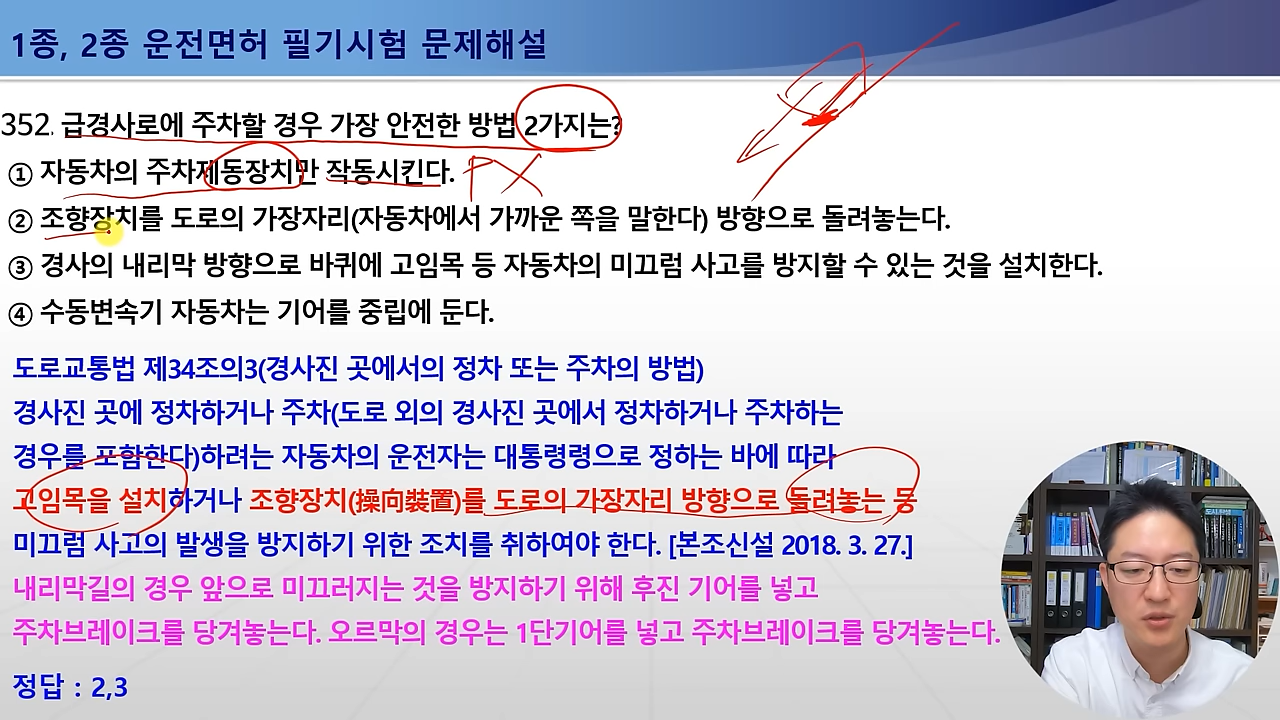 1종, 2종 운전면허 필기시험 문제해설
352. 급경사로에 주차할 경우 가장 안전한 방법 2가지는?
① 자동차의 주차제동장치만 작동시킨다. PX
② 조향장치를 도로의 가장자리(자동차에서 가까운 쪽을 말한다) 방향으로 돌려놓는다.
③ 경사의 내리막 방향으로 바퀴에 고임목 등 자동차의 미끄럼 사고를 방지할 수 있는 것을 설치한다.
④ 수동변속기 자동차는 기어를 중립에 둔다.
도로교통법 제34조의3(경사진 곳에서의 정차 또는 주차의 방법)
경사진 곳에 정차하거나 주차(도로 외의 경사진 곳에서 정차하거나 주차하는
경우를 포함한다)하려는 자동차의 운전자는 대통령령으로 정하는 바에 따라
고임목을 설치하거나 조향장치(操向裝置)를 도로의 가장자리 방향으로 돌려놓는 등
미끄럼 사고의 발생을 방지하기 위한 조치를 취하여야 한다. [본조신설 2018. 3. 27.]
내리막길의 경우 앞으로 미끄러지는 것을 방지하기 위해 후진 기어를 넣고
주차브레이크를 당겨놓는다. 오르막의 경우는 1단기어를 넣고 주차브레이크를 당겨놓는다.
정답 : 2,3